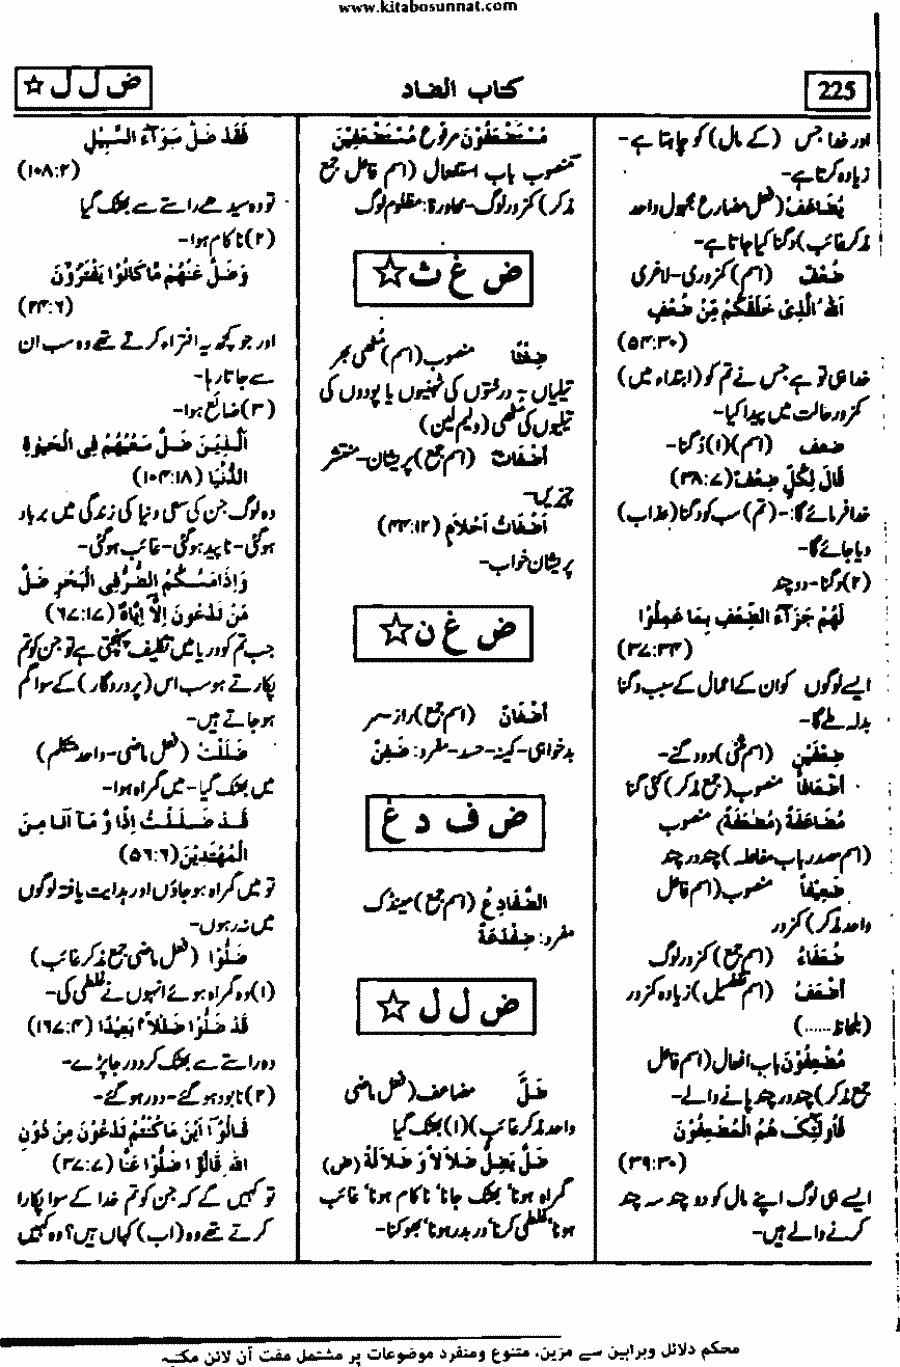 www.kitabosunnat.com
225
کتاب الضاد
ض ل ل ☆
اور خدا جس (کے مال) کو چاہتا ہے۔
زیادہ کرتا ہے۔
یُضَاعَفُ (فعل مضارع مجہول واحد
مذکر غائب) دگنا کیا جاتا ہے۔
ضُعْفٌ (اسم) کمزوری-لاغری
اَللّٰہُ الَّذِیْ خَلَقَکُمْ مِّنْ ضُعْفٍ
(۵۴:۳۰)
خدا ہی تو ہے جس نے تم کو (ابتداء میں)
کمزور حالت میں پیدا کیا۔
ضعف (اسم) (۱) دُگنا۔
قَالَ لِکُلٍّ ضِعْفٌ (۳۸:۷)
خدا فرمائے گا:۔ (تم) سب کو دگنا (عذاب)
دیا جائے گا۔
(۲) دگنا-دو چند
لَھُمْ جَزَآءُ الضِّعْفِ بِمَا عَمِلُوْا
(۳۷:۳۴)
ایسے لوگوں کو ان کے اعمال کے سبب دگنا
بدلہ ملے گا۔
ضِعْفَیْنِ (اسم مثنی) دو دو گنے۔
اَضْعَافًا منصوب (جمع مذکر) کئی گنا
مُضَاعَفَۃً (مُضٰعَفَۃً) منصوب
(اسم مصدر باب مفاعلہ) چند در چند
ضَعِیْفًا منصوب (اسم فاعل
واحد مذکر) کمزور
ضُعَفَاءُ (اسم جمع) کمزور لوگ
اَضْعَفُ (اسم تفضیل) زیادہ کمزور
(بلحاظ......)
مُضْعِفُوْنَ باب افعال (اسم فاعل
جمع مذکر) چند در چند پانے والے۔
فَاُولٰٓئِکَ ھُمُ الْمُضْعِفُوْنَ
(۳۹:۳۰)
ایسے ہی لوگ اپنے مال کو دو چند سہ چند
کرنے والے ہیں۔
مُسْتَضْعَفُوْنَ مرفوع مُسْتَضْعَفِیْنَ
منصوب باب استفعال (اسم فاعل جمع
مذکر) کمزور لوگ-محاورتاً: مظلوم لوگ
ض غ ث ☆
ضِغْثًا منصوب (اسم) مُٹھی بھر
تیلیاں یہ درختوں کی ٹہنیوں یا پودوں کی
تیلیوں کی مٹھی (ولیم لین)
اَضْغَاثُ (اسم جمع) پریشان-منتشر
چیزیں۔
اَضْغَاثُ اَحْلَامٍ (۴۴:۱۲)
پریشان خواب۔
ض غ ن ☆
اَضْغَانٌ (اسم جمع) راز-سر
بدخواہی-کینہ-حسد-مفرد: ضَغِنٌ
ض ف د غ
الضَّفَادِعُ (اسم جمع) مینڈک
مفرد: ضِفْدَعَۃٌ
ض ل ل ☆
ضَلَّ مضاعف (فعل ماضی
واحد مذکر غائب) (۱) بھٹک گیا
ضَلَّ یَضِلُّ ضَلَالًا وَ ضَلَالَۃً (ض)
گمراہ ہونا' بھٹک جانا' ناکام ہونا' غائب
ہونا' غلطی کرنا' در بدر ہونا' بھوکنا۔
فَقَدْ ضَلَّ سَوَآءَ السَّبِیْلِ
(۱۰۸:۲)
تو وہ سیدھے راستے سے بھٹک گیا
(۲) ناکام ہوا۔
وَضَلَّ عَنْھُمْ مَّا کَانُوْا یَفْتَرُوْنَ
(۲۴:۶)
اور جو کچھ یہ افتراء کرتے تھے وہ سب ان
سے جاتا رہا۔
(۳) ضائع ہوا۔
اَلَّذِیْنَ ضَلَّ سَعْیُھُمْ فِی الْحَیٰوۃِ
الدُّنْیَا (۱۰۴:۱۸)
وہ لوگ جن کی سعی دنیا کی زندگی میں برباد
ہو گئی-ناپید ہو گئی-غائب ہو گئی۔
وَاِذَا مَسَّکُمُ الضُّرُّ فِی الْبَحْرِ ضَلَّ
مَنْ تَدْعُوْنَ اِلَّآ اِیَّاہُ (۶۷:۱۷)
جب تم کو دریا میں تکلیف پہنچتی ہے تو جن کو تم
پکارتے ہو سب اس (پروردگار) کے سوا گم
ہو جاتے ہیں۔
ضَلَلْتُ (فعل ماضی-واحد متکلم)
میں بھٹک گیا-میں گمراہ ہوا۔
قَدْ ضَلَلْتُ اِذًا وَّ مَآ اَنَا مِنَ
الْمُھْتَدِیْنَ (۵۶:۶)
تو میں گمراہ ہو جاؤں اور ہدایت یافتہ لوگوں
میں نہ رہوں۔
ضَلُّوْا (فعل ماضی جمع مذکر غائب)
(۱) وہ گمراہ ہوئے انہوں نے غلطی کی۔
قَدْ ضَلُّوْا ضَلٰلًا بَعِیْدًا (۱۶۷:۴)
وہ راستے سے بھٹک کر دور جا پڑے۔
(۲) نابود ہو گئے-دور ہو گئے۔
قَالُوْٓا اَیْنَ مَا کُنْتُمْ تَدْعُوْنَ مِنْ دُوْنِ
اللّٰہِ قَالُوْا ضَلُّوْا عَنَّا (۳۷:۷)
تو کہیں گے کہ جن کو تم خدا کے سوا پکارا
کرتے تھے وہ (اب) کہاں ہیں؟ وہ کہیں
محکم دلائل وبراہین سے مزین، متنوع ومنفرد موضوعات پر مشتمل مفت آن لائن مکتبہ